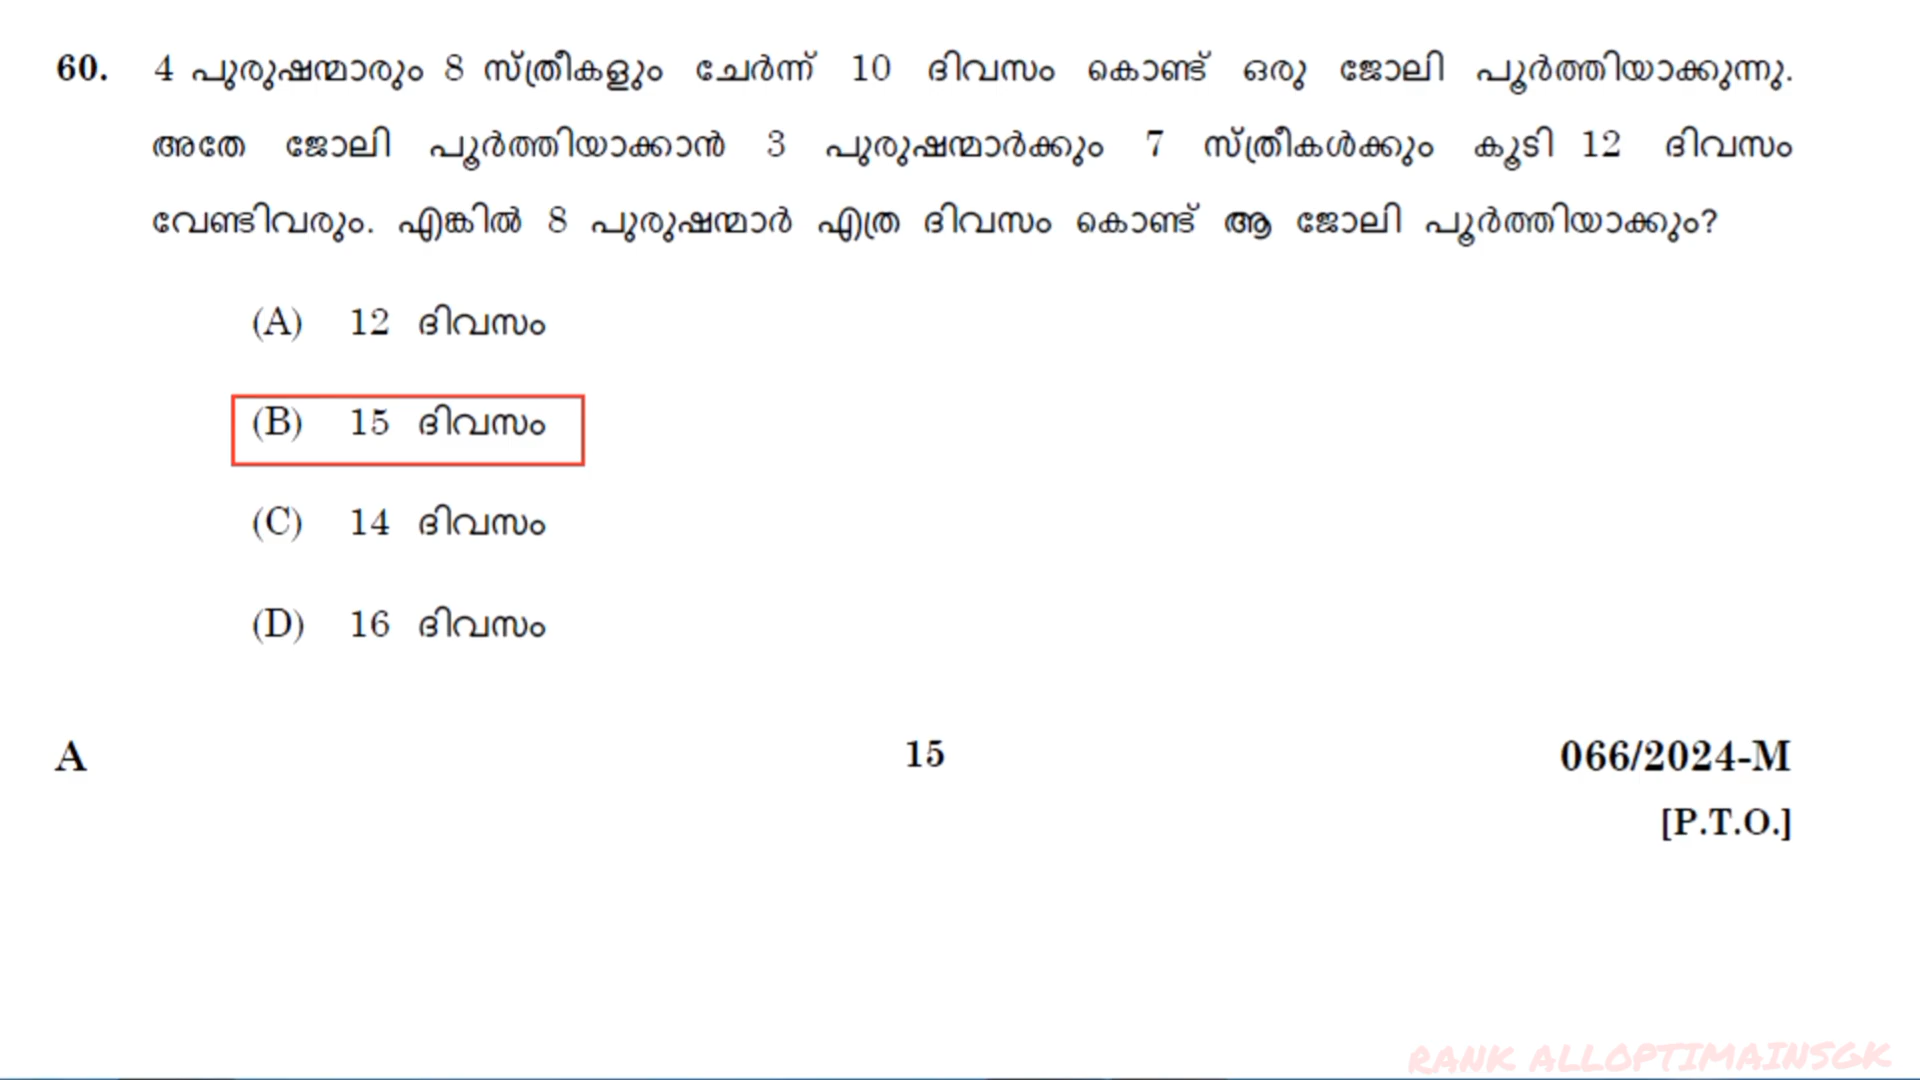 60. 4 പുരുഷന്മാരും 8 സ്ത്രീകളും ചേർന്ന് 10 ദിവസം കൊണ്ട് ഒരു ജോലി പൂർത്തിയാക്കുന്നു.
അതേ ജോലി പൂർത്തിയാക്കാൻ 3 പുരുഷന്മാർക്കും 7 സ്ത്രീകൾക്കും കൂടി 12 ദിവസം
വേണ്ടിവരും. എങ്കിൽ 8 പുരുഷന്മാർ എത്ര ദിവസം കൊണ്ട് ആ ജോലി പൂർത്തിയാക്കും?
(A) 12 ദിവസം
(B) 15 ദിവസം
(C) 14 ദിവസം
(D) 16 ദിവസം
A 15 066/2024-M
[P.T.O.]
RANK ALLOPTIMAINSGK